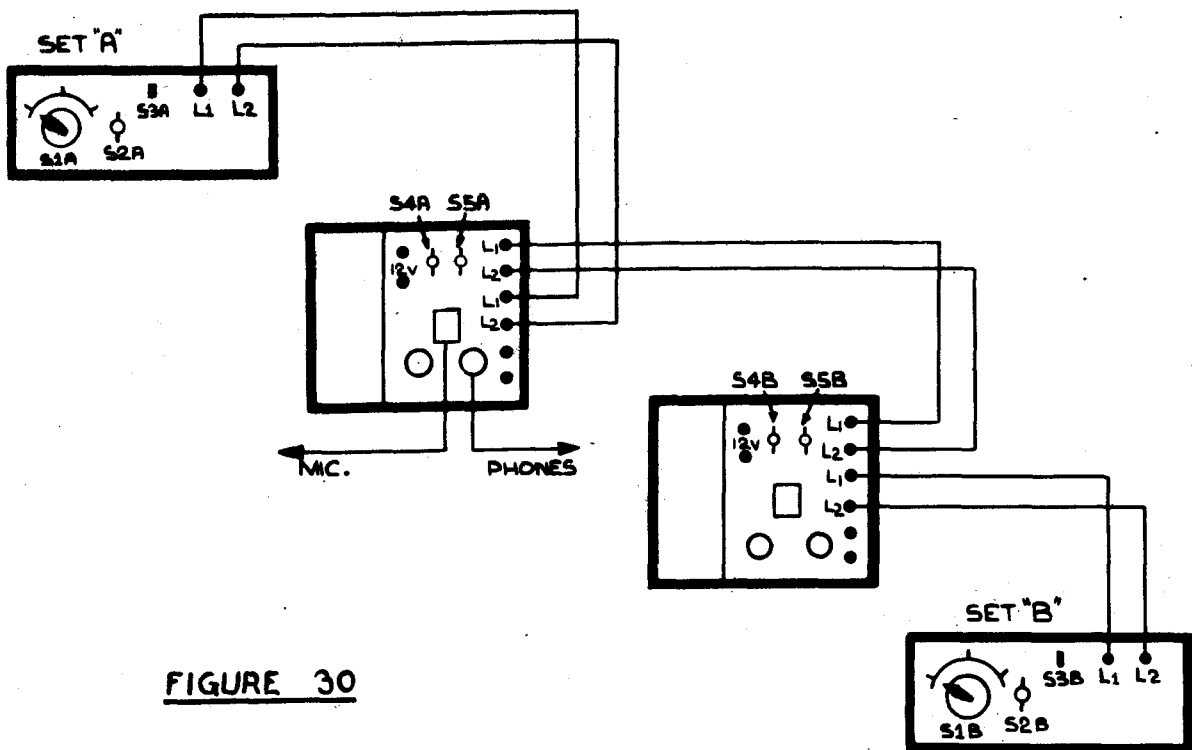 SET "A"
S1A
S2A
S3A
L1
L2
S4A
S5A
12V
L1
L2
L1
L2
MIC.
PHONES
S4B
S5B
12V
L1
L2
L1
L2
SET "B"
S1B
S2B
S3B
L1
L2
FIGURE 30